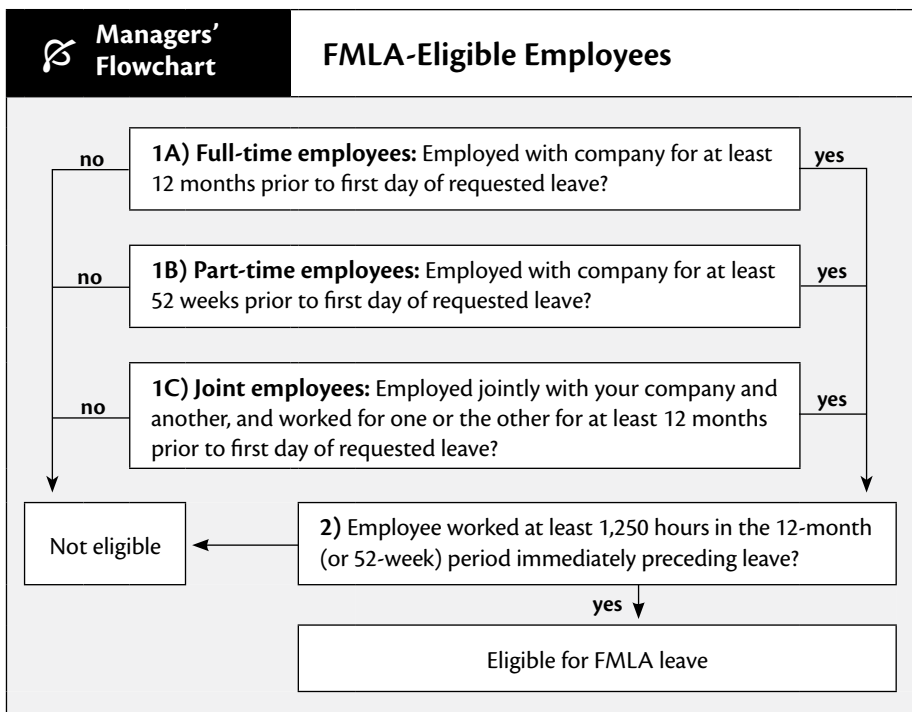 Managers’
Flowchart
FMLA-Eligible Employees
no
1A) Full-time employees: Employed with company for at least
12 months prior to first day of requested leave?
yes
no
1B) Part-time employees: Employed with company for at least
52 weeks prior to first day of requested leave?
yes
no
1C) Joint employees: Employed jointly with your company and
another, and worked for one or the other for at least 12 months
prior to first day of requested leave?
yes
Not eligible
2) Employee worked at least 1,250 hours in the 12-month
(or 52-week) period immediately preceding leave?
yes
Eligible for FMLA leave